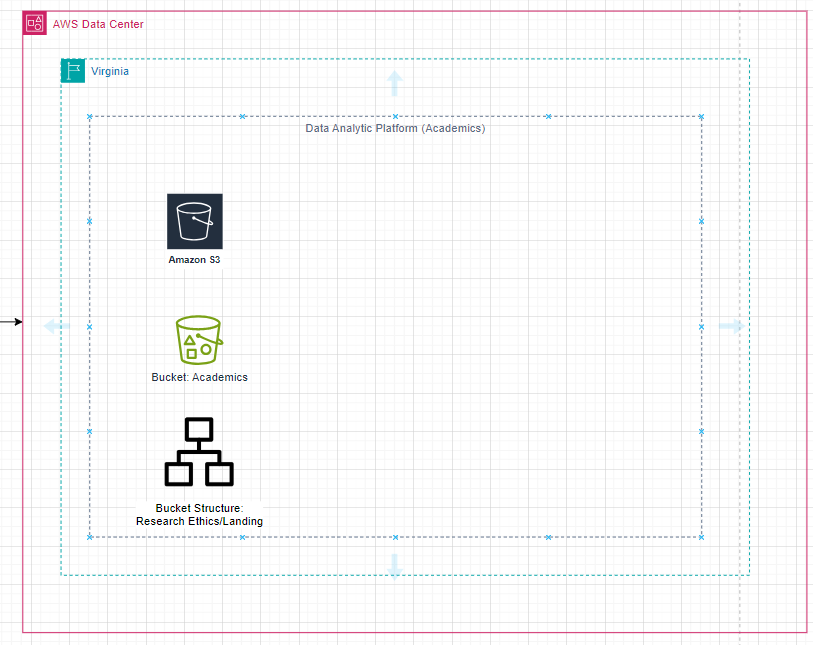 AWS Data Center
Virginia
Data Analytic Platform (Academics)
Amazon S3
Bucket: Academics
Bucket Structure:
Research Ethics/Landing